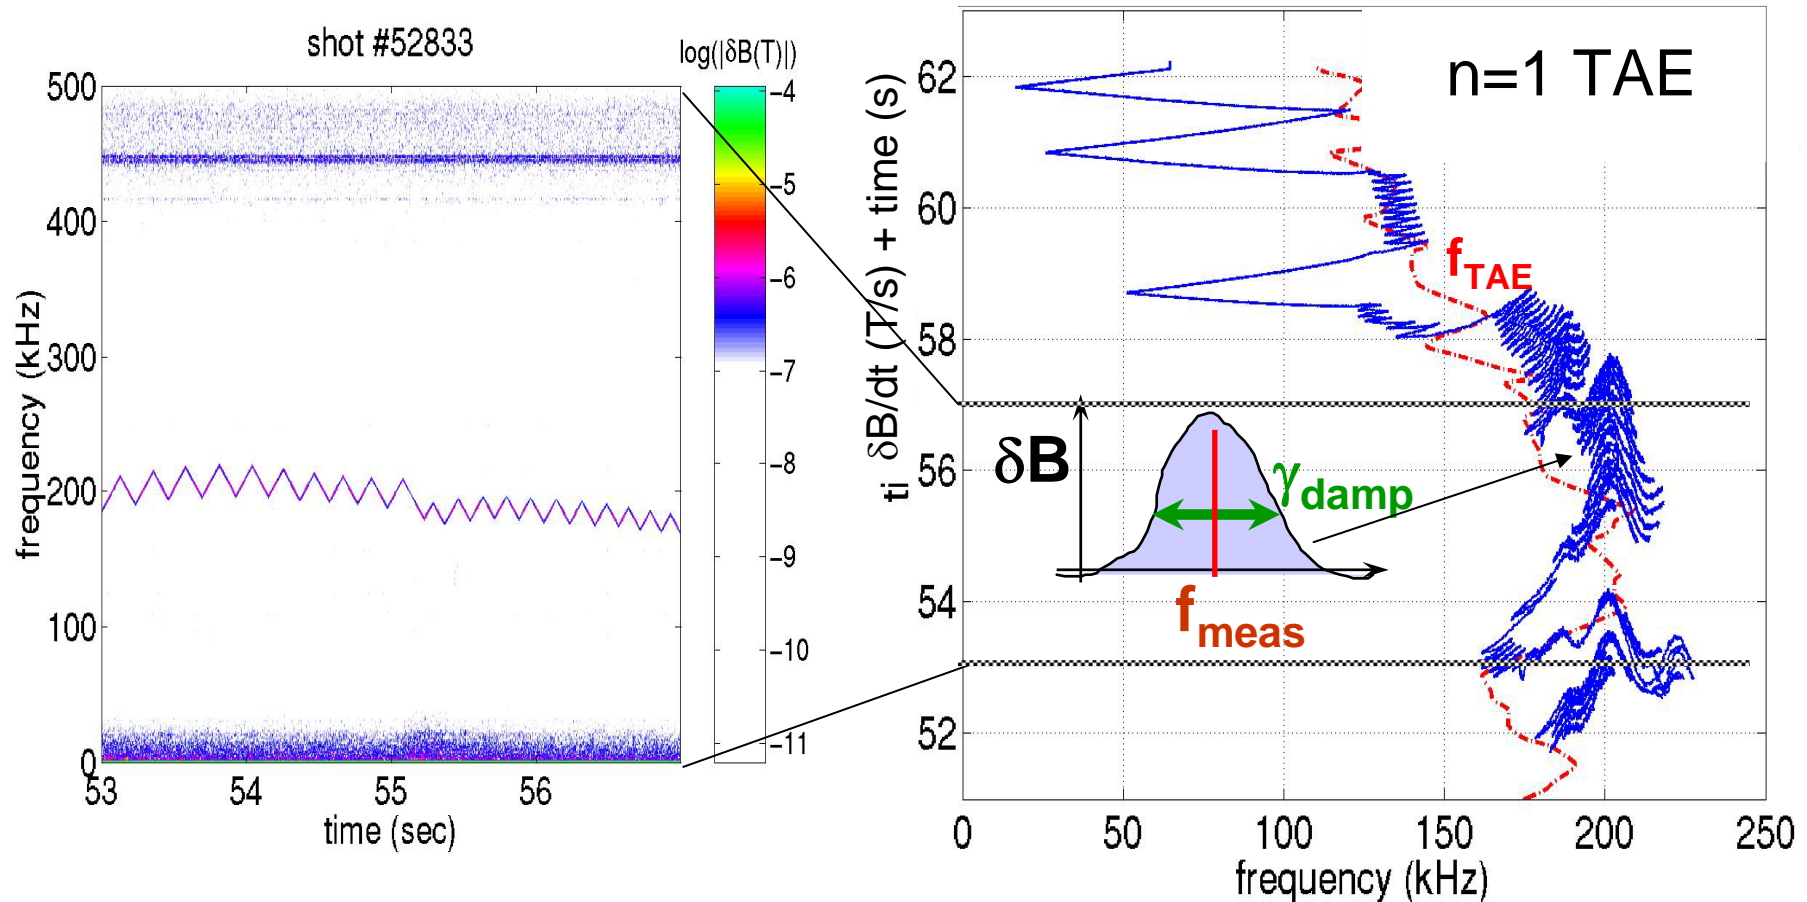 shot #52833
log(|δB(T)|)
500
400
300
200
100
0
frequency (kHz)
53
54
55
56
time (sec)
-4
-5
-6
-7
-8
-9
-10
-11
n=1 TAE
ti δB/dt (T/s) + time (s)
62
60
58
56
54
52
fTAE
δB
γdamp
fmeas
0
50
100
150
200
250
frequency (kHz)